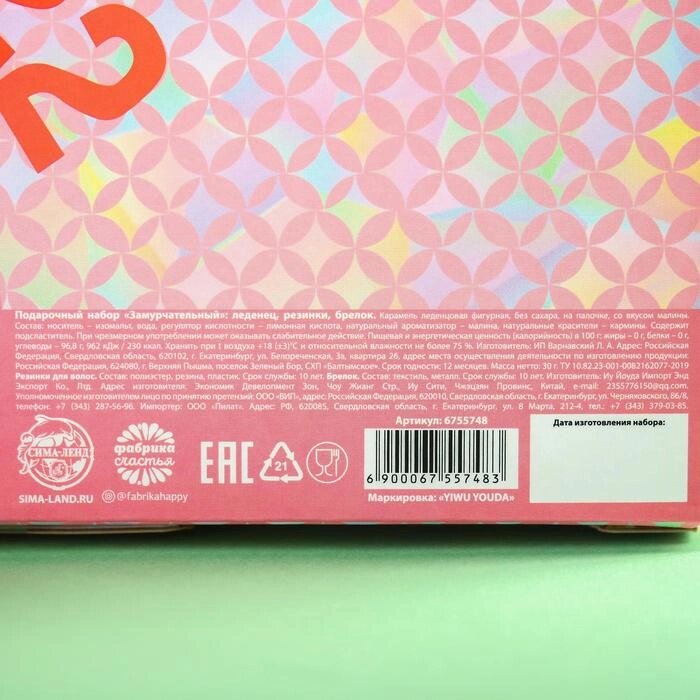 Подарочный набор «Замурчательный»: леденец, резинки, брелок. Карамель леденцовая фигурная, без сахара, на палочке, со вкусом малины.
Состав: носитель – изомальт, вода, регулятор кислотности – лимонная кислота, натуральный ароматизатор – малина, натуральные красители – кармины. Содержит
подсластитель. При чрезмерном употреблении может оказывать слабительное действие. Пищевая и энергетическая ценность (калорийность) в 100 г: жиры – 0 г, белки – 0 г,
углеводы – 96,8 г, 962 кДж / 230 ккал. Хранить при t воздуха +18 (±3)°С и относительной влажности не более 75 %. Изготовитель: ИП Варнавский Л. А. Адрес: Российская
Федерация, Свердловская область, 620102, г. Екатеринбург, ул. Белореченская, 3а, квартира 26, адрес места осуществления деятельности по изготовлению продукции:
Российская Федерация, 624080, г. Верхняя Пышма, поселок Зеленый Бор, СХП «Балтымское». Срок годности: 12 месяцев. Масса нетто: 30 г. ТУ 10.82.23-001-0082162077-2019
Резинки для волос. Состав: полиэстер, резина, пластик. Срок службы: 10 лет. Брелок. Состав: текстиль, металл. Срок службы: 10 лет. Изготовитель: Иу Йоуда Импорт Энд
Экспорт Ко., Лтд. Адрес изготовителя: Экономик Девелопмент Зон, Чоу Жианг Стр., Иу Сити, Чжэцзян Провинс, Китай, e-mail: 2355776150@qq.com.
Уполномоченное изготовителем лицо по принятию претензий: ООО «ВИП», адрес: Российская Федерация, 620010, Свердловская область, г. Екатеринбург, ул. Черняховского, 86/8,
телефон: +7 (343) 287-56-96. Импортер: ООО «Пилат». Адрес: РФ, 620085, Свердловская область, г. Екатеринбург, ул. 8 Марта, 212-4, тел.: +7 (343) 379-03-85.
Артикул: 6755748
Дата изготовления набора:
СИМА-ЛЕНД
фабрика
счастья
EAC
21
6 900067 557483
SIMA-LAND.RU
@fabrikahappy
Маркировка: «YIWU YOUDA»